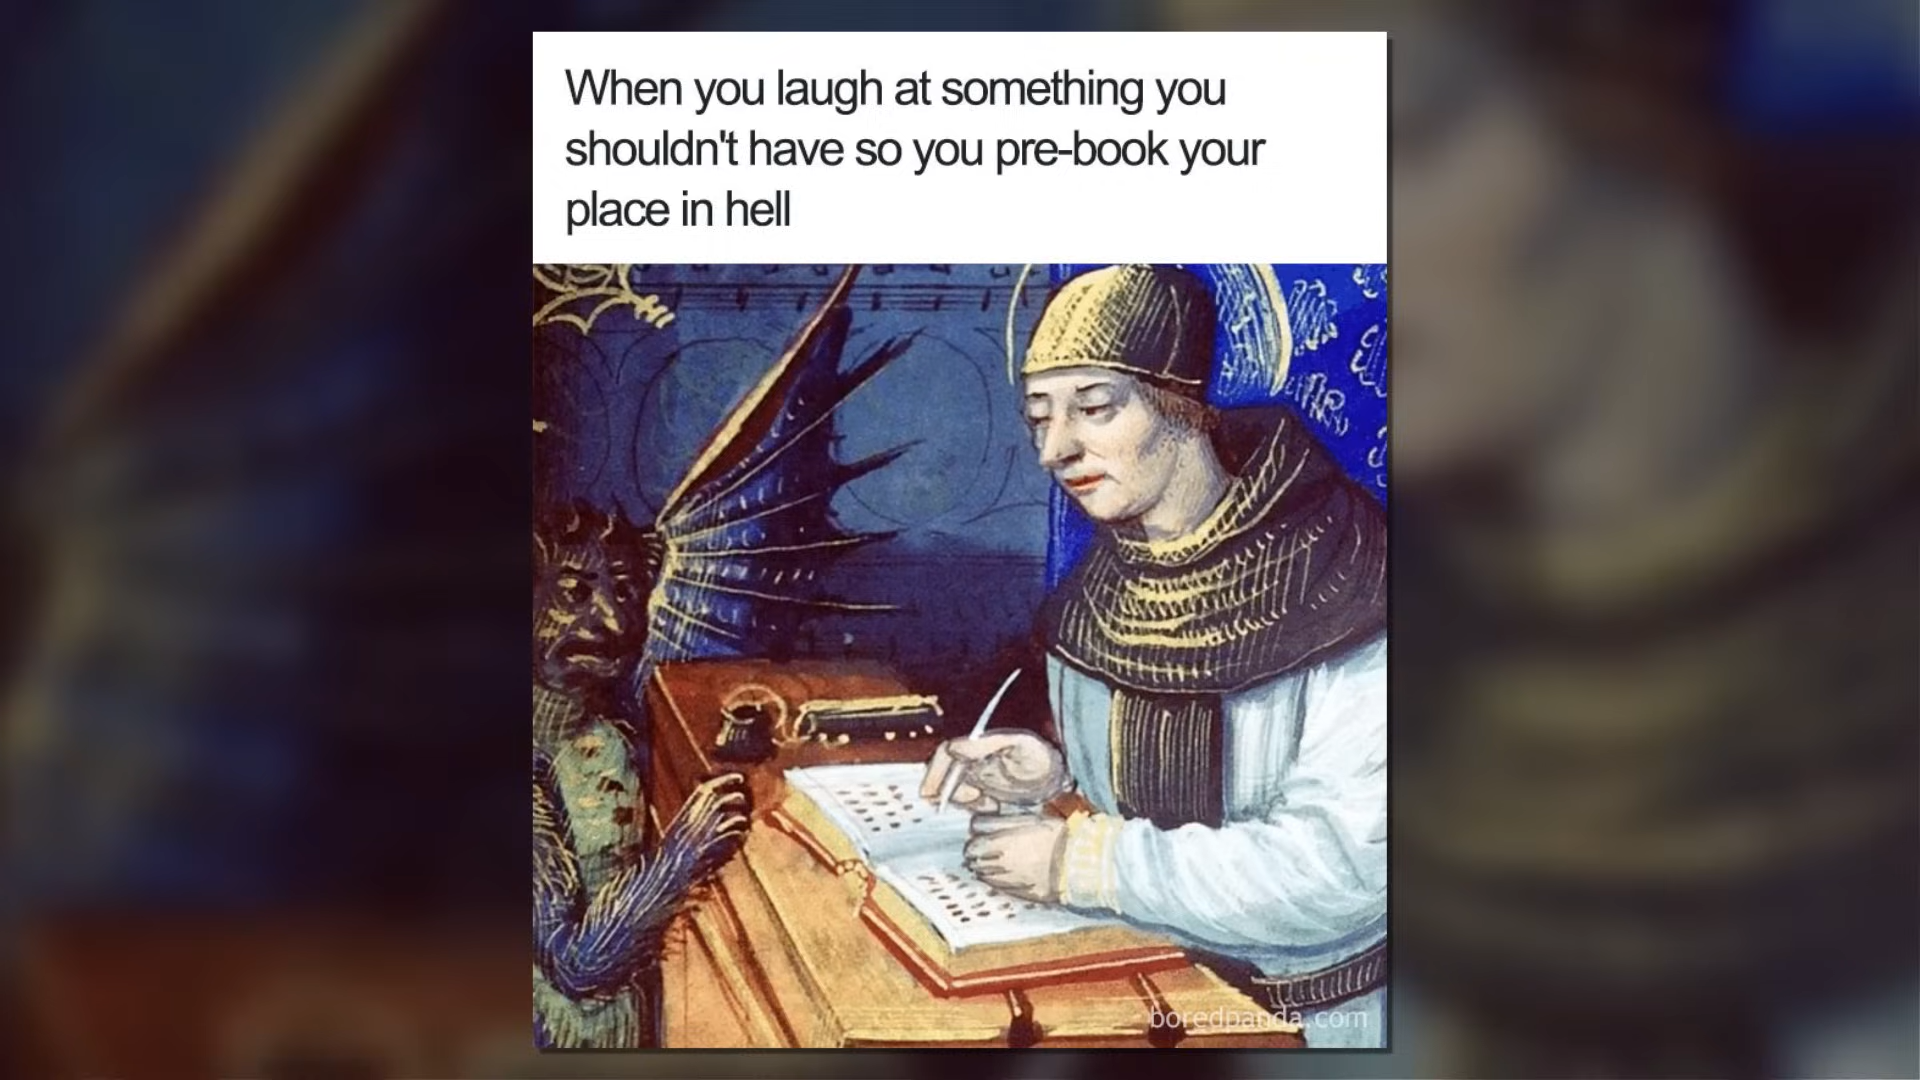 When you laugh at something you
shouldn't have so you pre-book your
place in hell
boredpanda.com